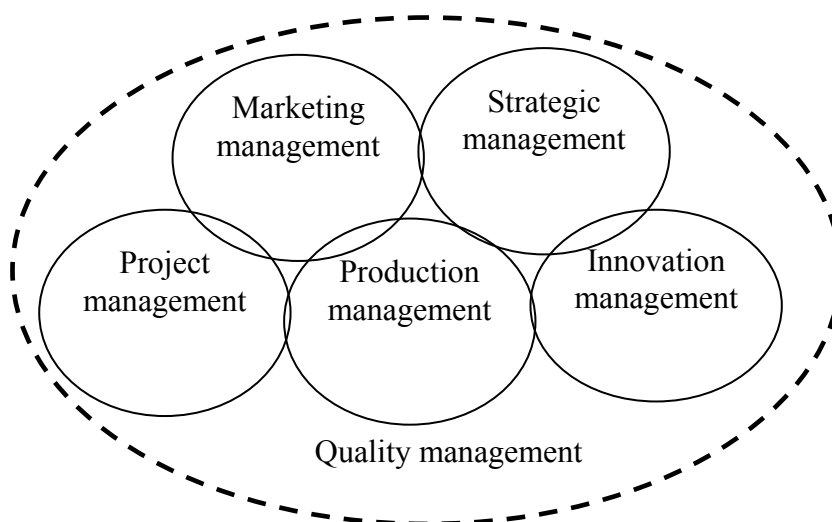 Marketing
management
Strategic
management
Project
management
Production
management
Innovation
management
Quality management